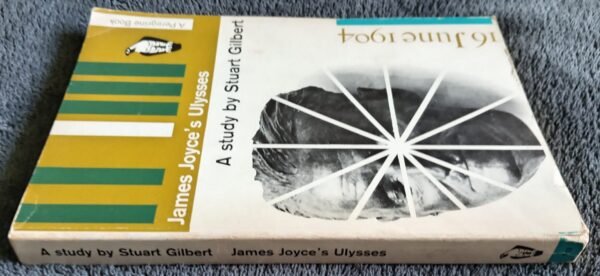 A Peregrine Book
James Joyce's Ulysses
A study by Stuart Gilbert
16 June 1904
A study by Stuart Gilbert James Joyce's Ulysses